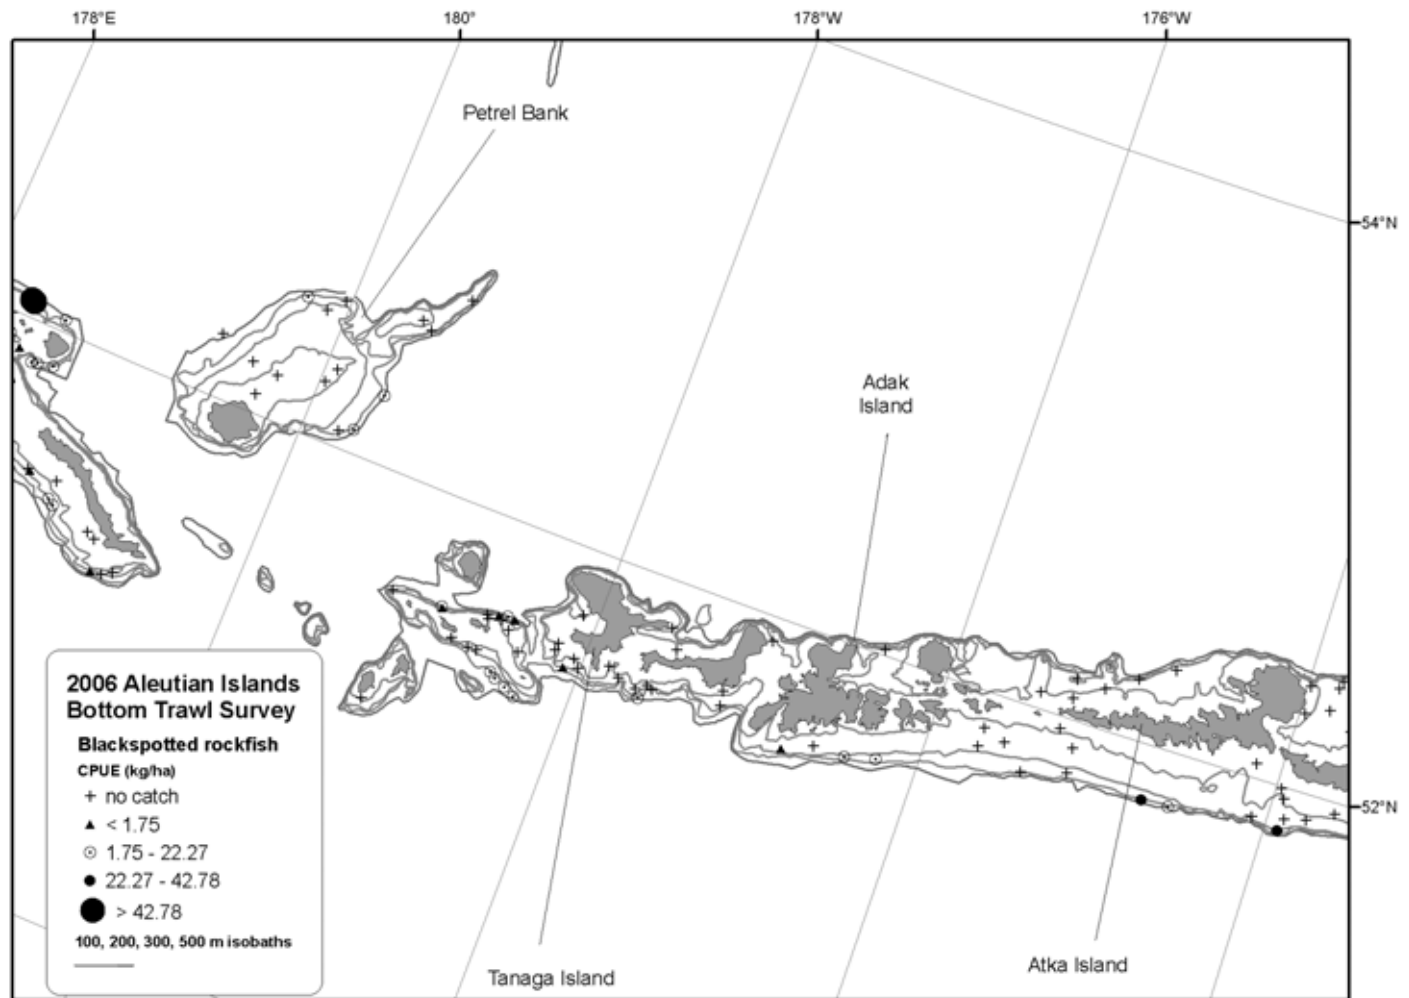 178°E 180° 178°W 176°W
Petrel Bank
54°N
Adak
Island
2006 Aleutian Islands
Bottom Trawl Survey
Blackspotted rockfish
CPUE (kg/ha)
no catch
< 1.75
1.75 - 22.27
22.27 - 42.78
> 42.78
100, 200, 300, 500 m isobaths
52°N
Tanaga Island
Atka Island